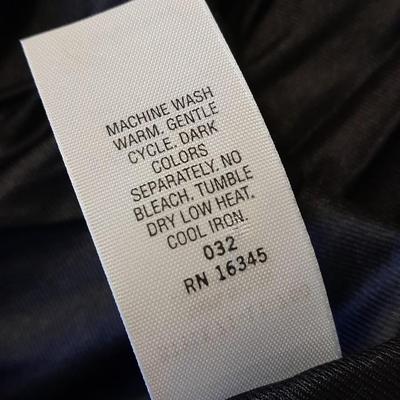 MACHINE WASH
WARM. GENTLE
CYCLE. DARK
COLORS
SEPARATELY. NO
BLEACH. TUMBLE
DRY LOW HEAT.
COOL IRON.
032
RN 16345